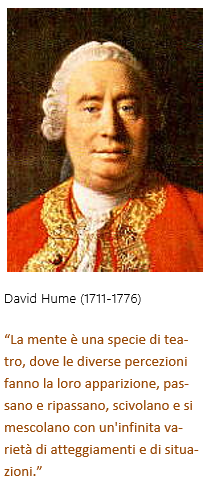 David Hume (1711-1776)
“La mente è una specie di tea-
tro, dove le diverse percezioni
fanno la loro apparizione, pas-
sano e ripassano, scivolano e si
mescolano con un'infinita va-
rietà di atteggiamenti e di situa-
zioni.”